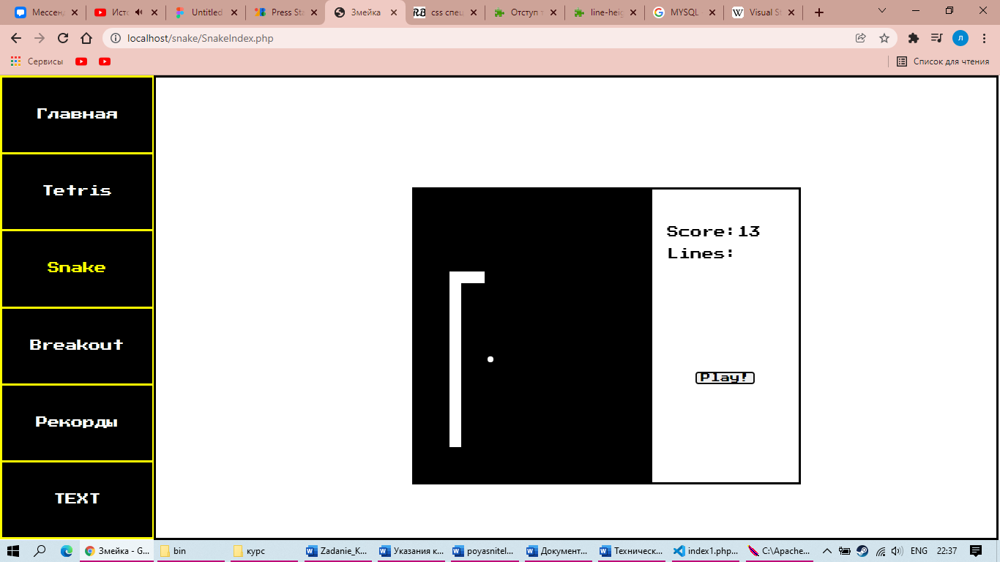 Мессенд
Исто
Untitled
Press Sta
Змейка
RB css спец
Отступ т
line-heig
MYSQL
W Visual St
localhost/snake/SnakeIndex.php
л
Сервисы
Список для чтения
Главная
Tetris
Snake
Breakout
Рекорды
TEXT
Score:13
Lines:
Play!
Змейка - G...
bin
курс
Zadanie_K...
Указания к...
poyasnitel...
Документ...
Техническ...
index1.php...
C:\Apache...
ENG
22:37